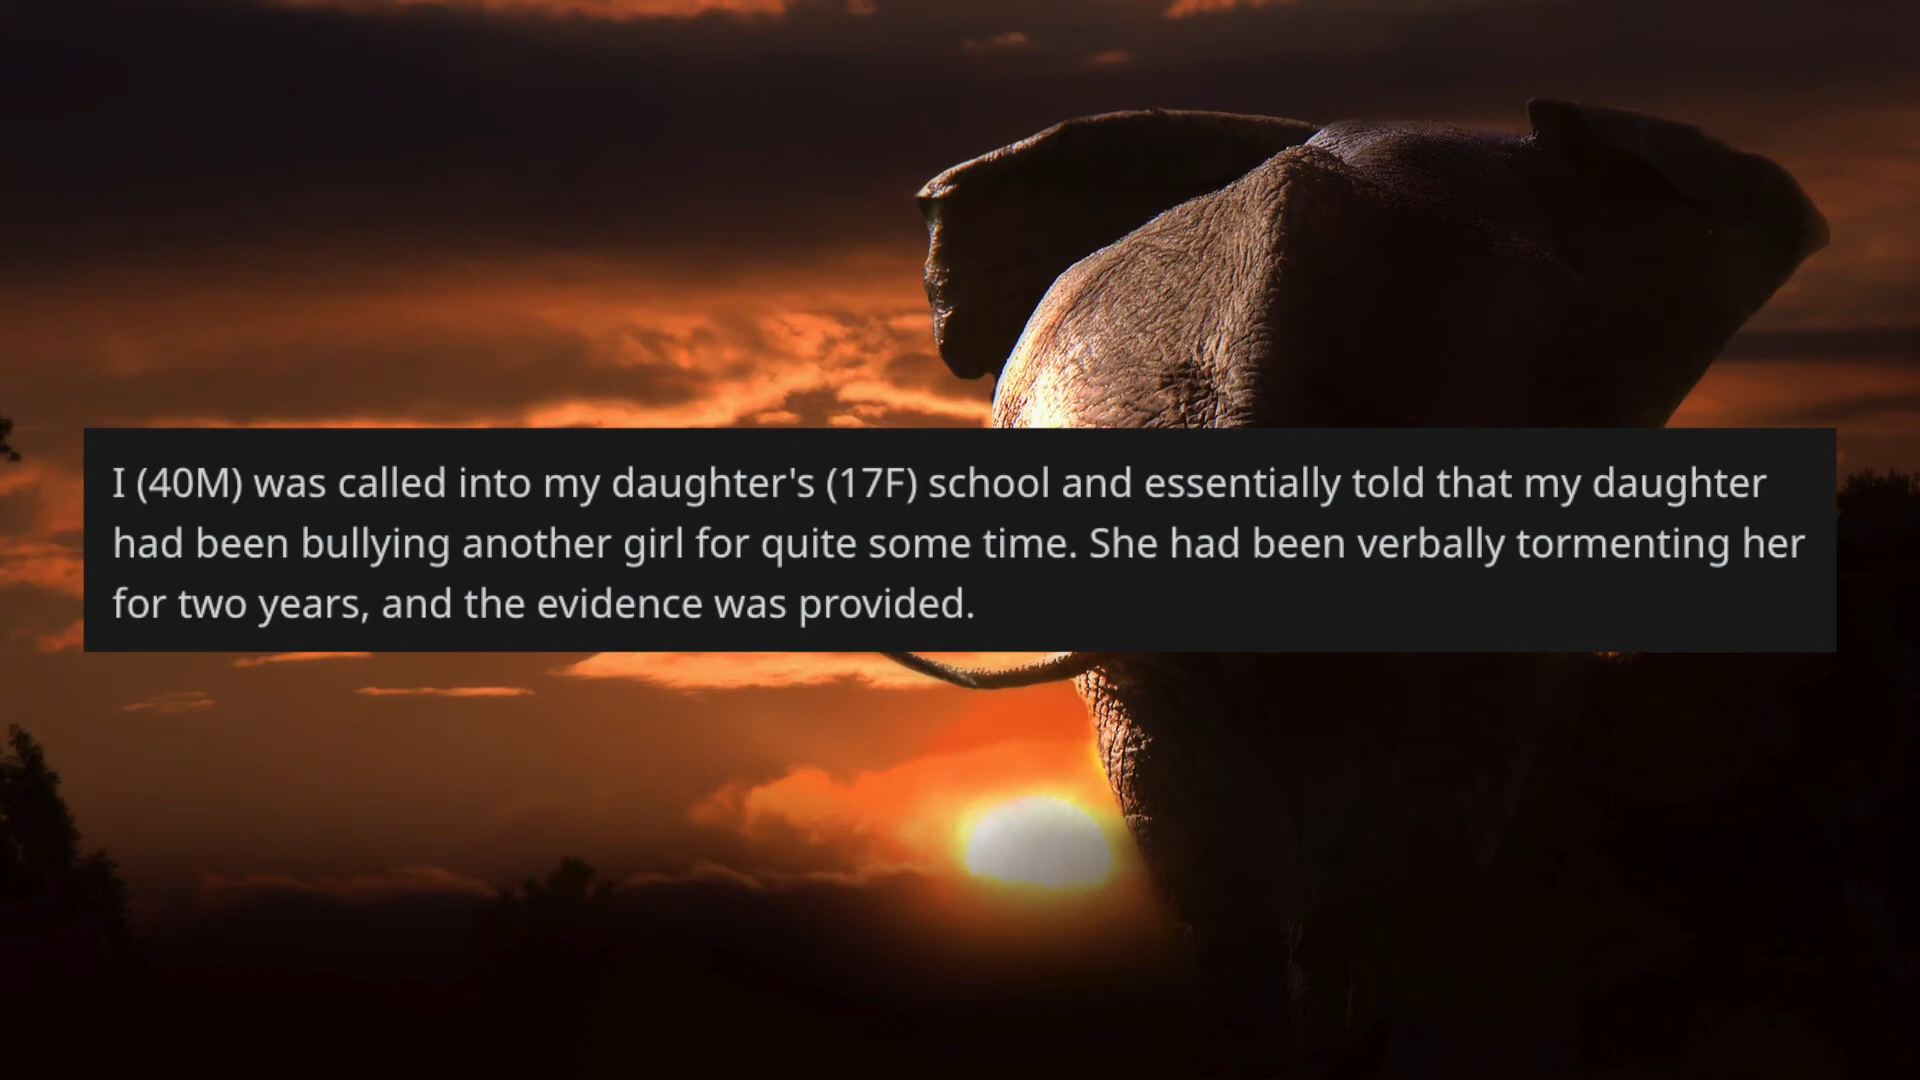 I (40M) was called into my daughter's (17F) school and essentially told that my daughter
had been bullying another girl for quite some time. She had been verbally tormenting her
for two years, and the evidence was provided.